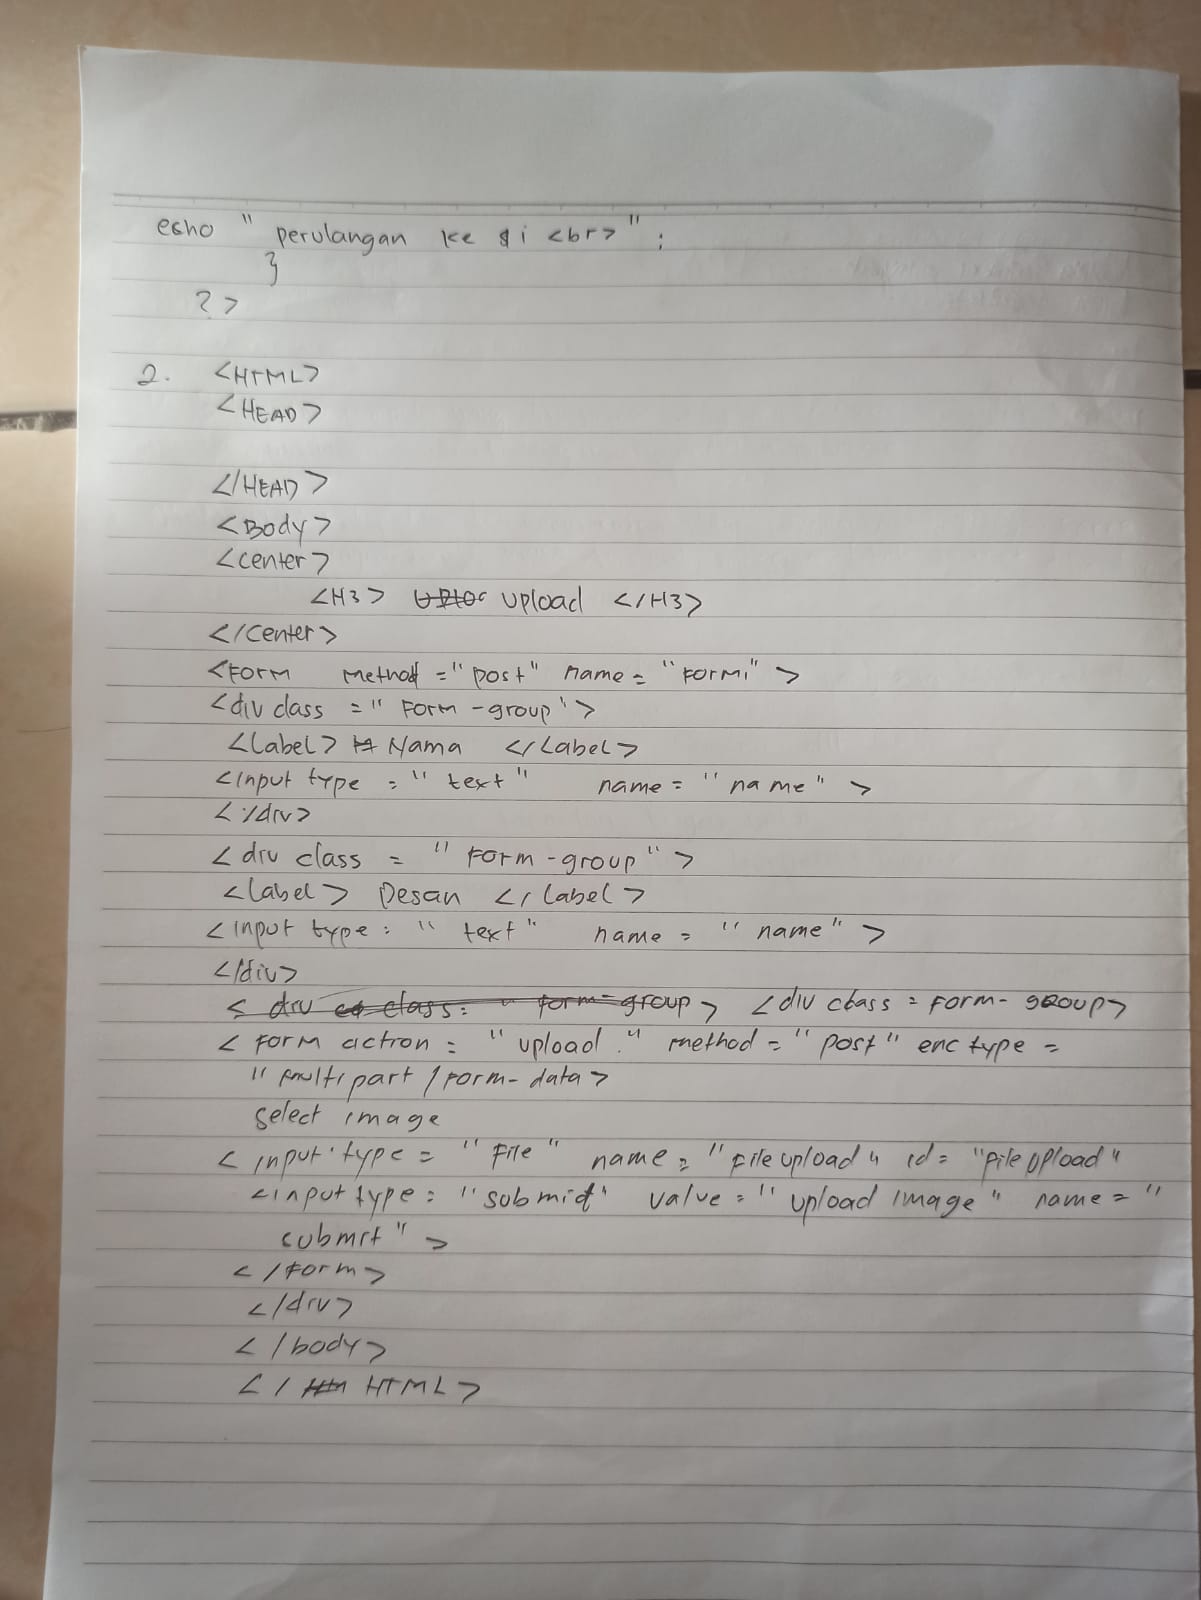 echo " perulangan ke $i <br>" ;
}
?>
2. <HTML>
<HEAD>
</HEAD>
<Body>
<center>
<H3> upload </H3>
</center>
<Form Method = "post" name = "Form1" >
<div class = " Form - group" >
<Label> Nama </Label>
<input type = " text " name = " name " >
</div>
< div class = " Form - group " >
<label> pesan </ label >
< input type = " text " name = " name " >
</div>
<div class = form - group>
< Form action = " upload . " method = " post " enctype =
" multipart / Form - data >
select image
< input type = " File " name = " File upload " id = "File Upload "
<input type = "submit" value = " upload image " name = "
submit " >
< / Form >
</div>
< / body >
< / HTML >